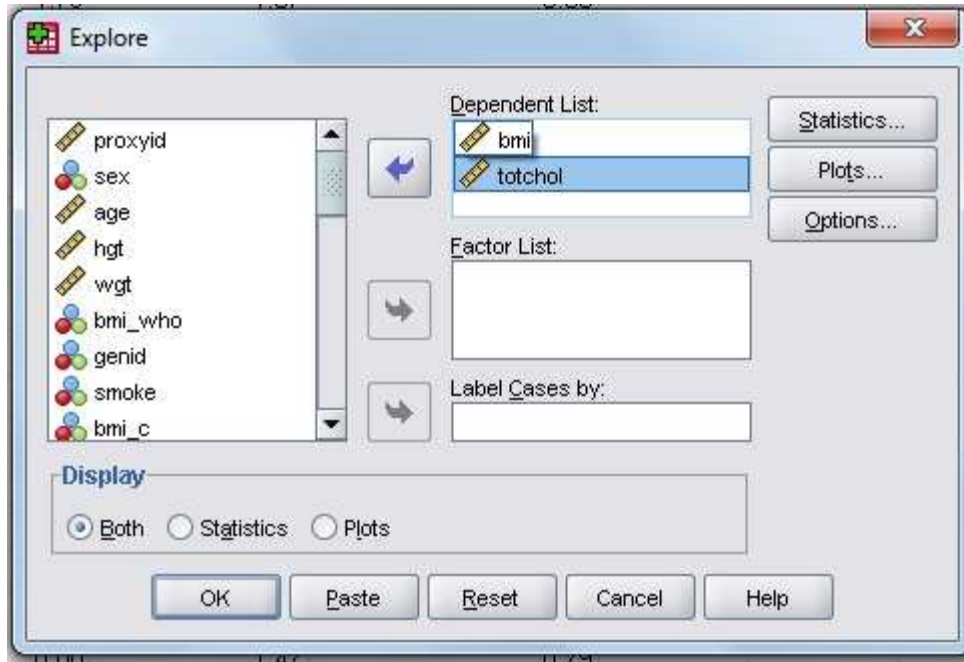 Explore
proxyid
sex
age
hgt
wgt
bmi_who
genid
smoke
bmi_c
Dependent List:
bmi
totchol
Factor List:
Label Cases by:
Statistics...
Plots...
Options...
Display
Both Statistics Plots
OK Paste Reset Cancel Help